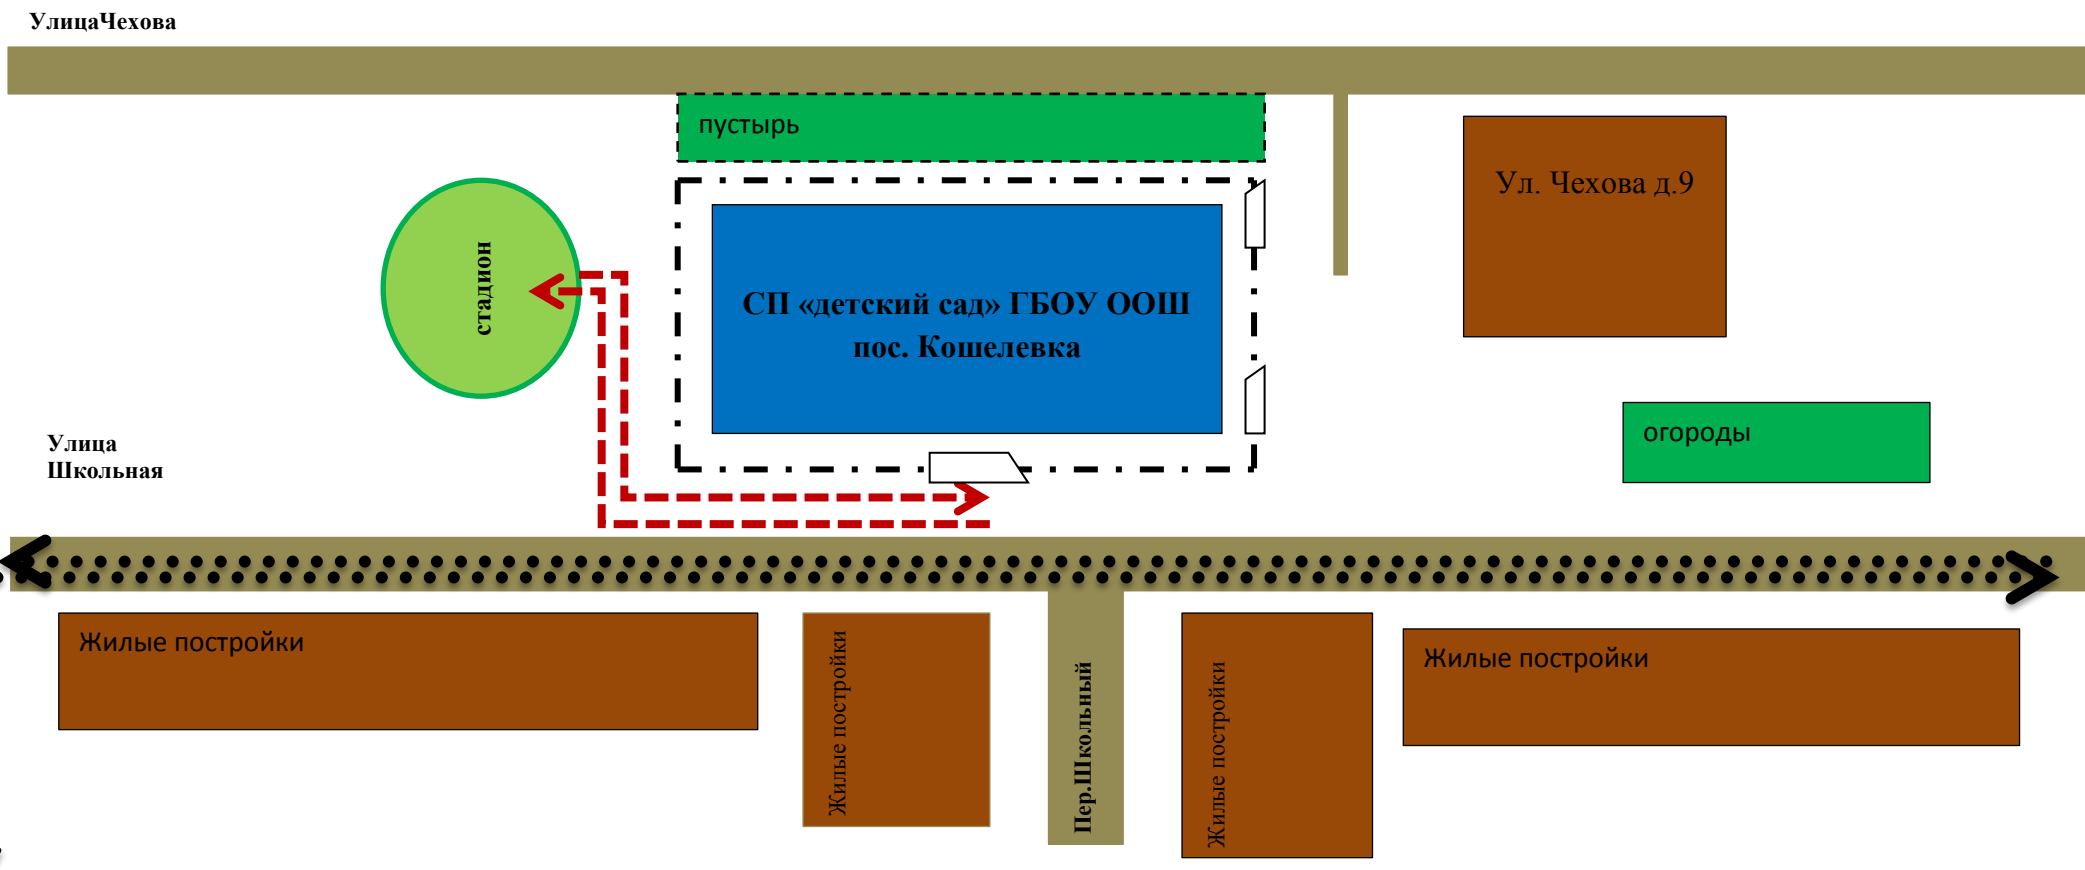 УлицаЧехова
пустырь
Ул. Чехова д.9
стадион
СП «детский сад» ГБОУ ООШ
пос. Кошелевка
огороды
Улица
Школьная
Жилые постройки
Жилые постройки
Пер.Школьный
Жилые постройки
Жилые постройки